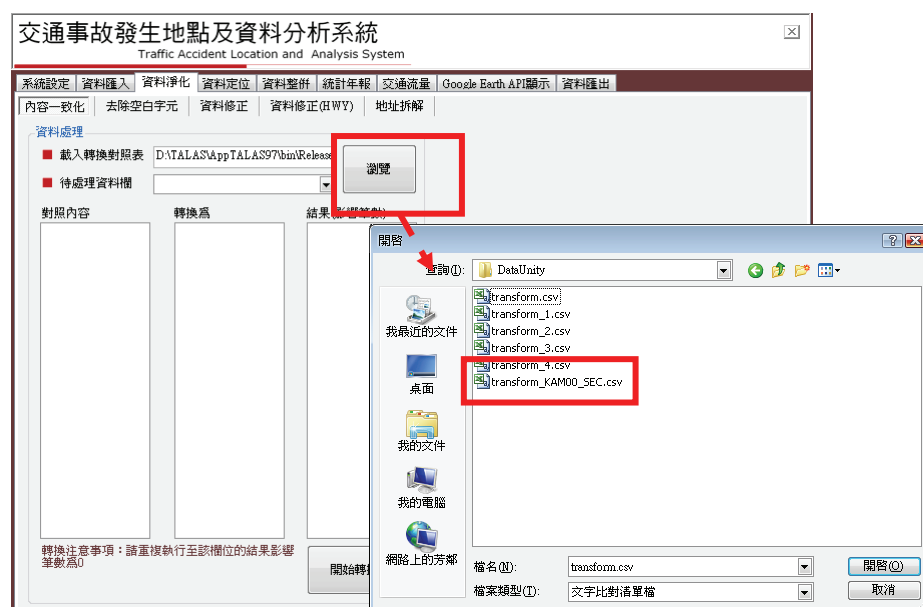 交通事故發生地點及資料分析系統
Traffic Accident Location and Analysis System
系統設定 資料匯入 資料淨化 資料定位 資料整併 統計年報 交通流量 Google Earth API顯示 資料匯出
內容一致化 去除空白字元 資料修正 資料修正(HWY) 地址拆解
資料處理
載入轉換對照表 D:\TALAS\AppTALAS97\bin\Release 瀏覽
待處理資料欄
對照內容 轉換為 結果(影響筆數)
開啓
查詢(I): DataUnity
transform.csv
transform_1.csv
transform_2.csv
transform_3.csv
transform_4.csv
transform_KAM00_SEC.csv
我最近的文件
桌面
我的文件
我的電腦
網路上的芳鄰
檔名(N): transform.csv 開啓(O)
檔案類型(T): 文字比對清單檔 取消
轉換注意事項：請重複執行至該欄位的結果影響
筆數為0
開始轉